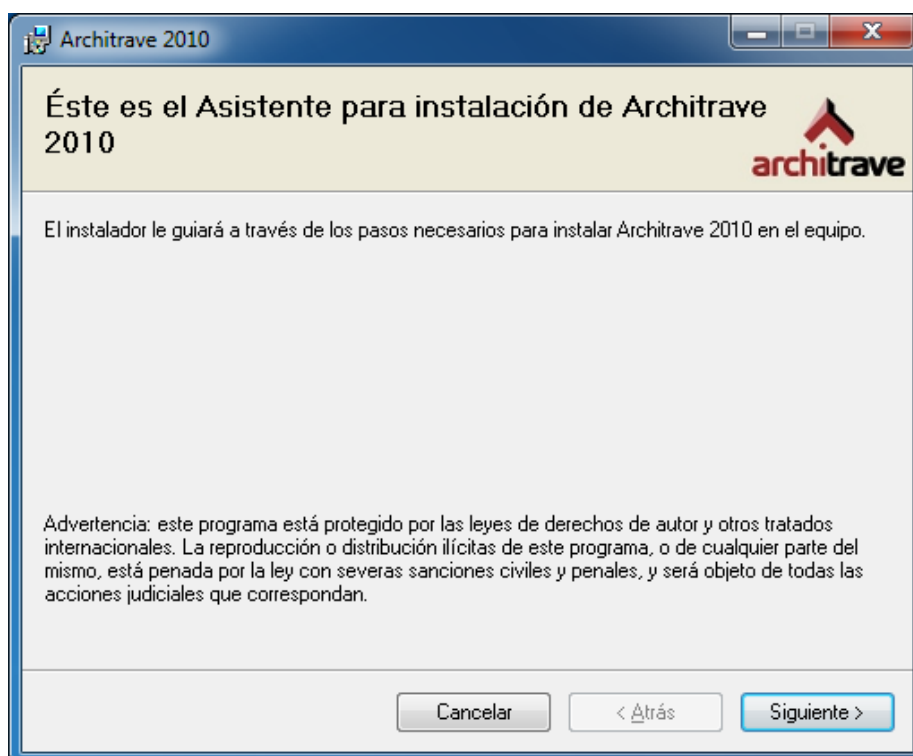 Architrave 2010
Éste es el Asistente para instalación de Architrave
2010
architrave
El instalador le guiará a través de los pasos necesarios para instalar Architrave 2010 en el equipo.
Advertencia: este programa está protegido por las leyes de derechos de autor y otros tratados
internacionales. La reproducción o distribución ilícitas de este programa, o de cualquier parte del
mismo, está penada por la ley con severas sanciones civiles y penales, y será objeto de todas las
acciones judiciales que correspondan.
Cancelar < Atrás Siguiente >